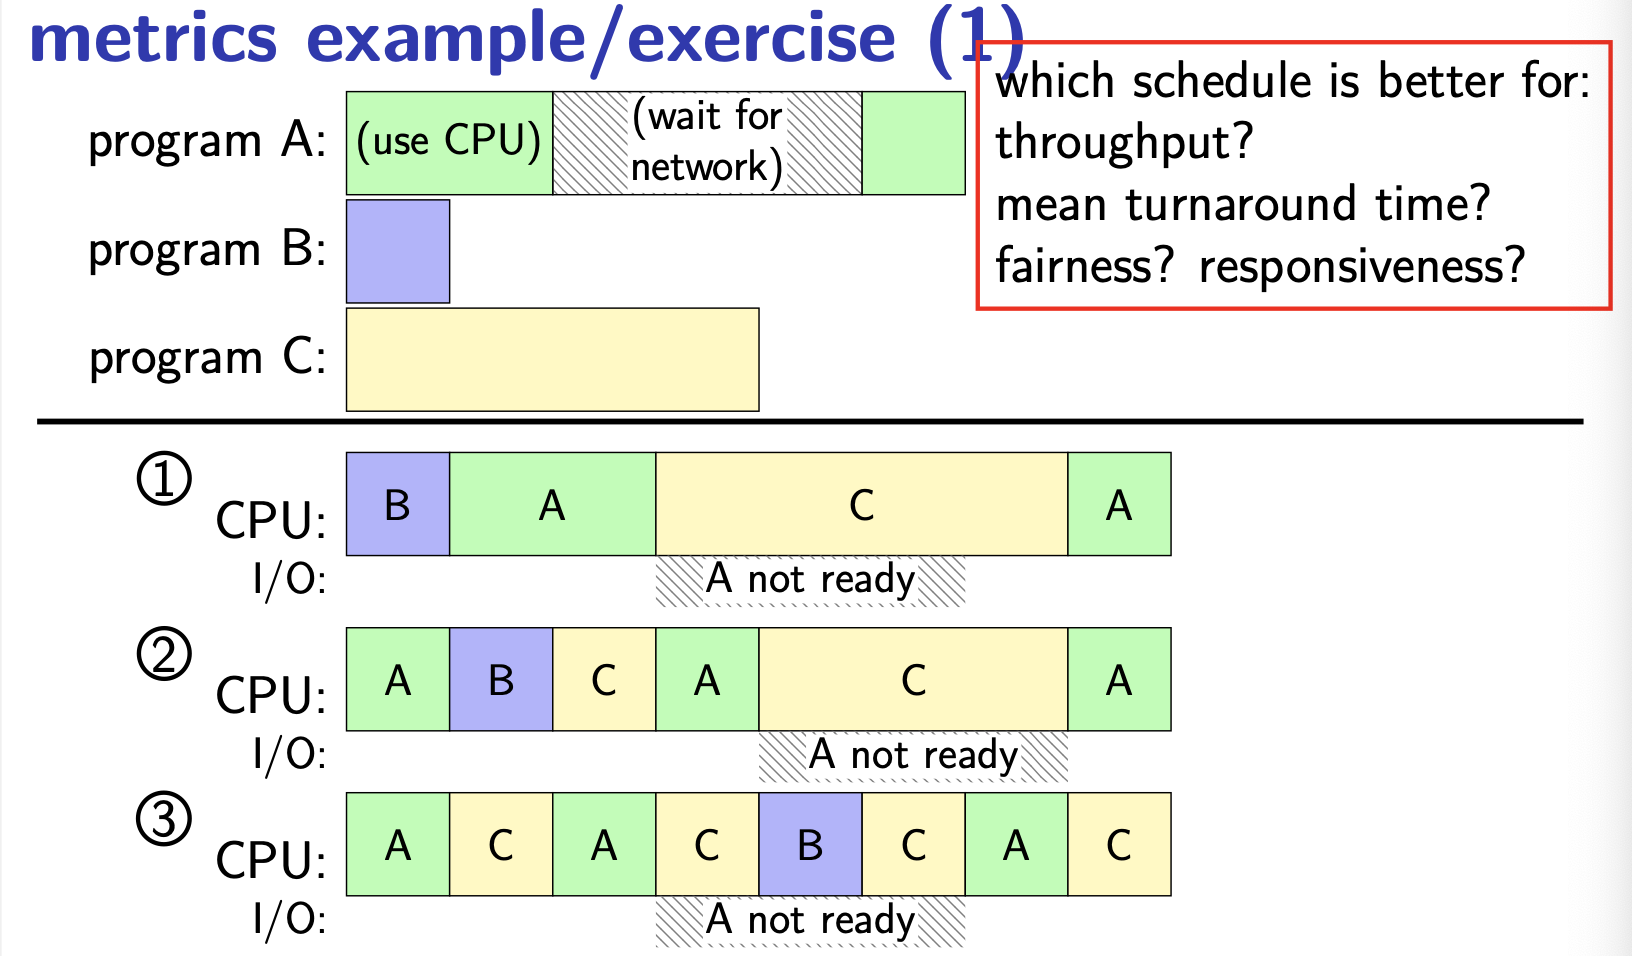 metrics example/exercise (1)
which schedule is better for:
throughput?
mean turnaround time?
fairness? responsiveness?
program A:
(use CPU)
(wait for
network)
program B:
program C:
①
CPU:
B
A
C
A
I/O:
A not ready
②
CPU:
A
B
C
A
C
A
I/O:
A not ready
③
CPU:
A
C
A
C
B
C
A
C
I/O:
A not ready